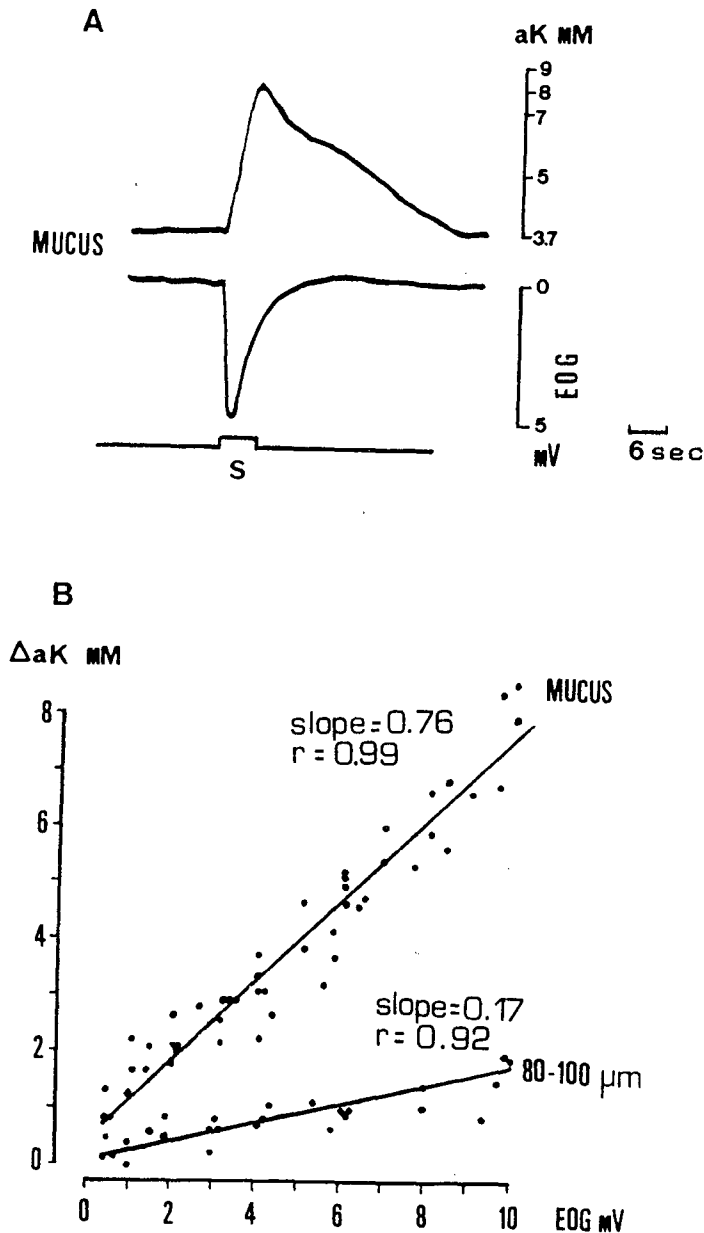 A
aK MM
9
8
7
5
3.7
MUCUS
0
EOG
5
mV
6 sec
S
B
ΔaK MM
8
6
4
2
0
MUCUS
slope=0.76
r=0.99
slope=0.17
r=0.92
80-100 µm
0 2 4 6 8 10 EOG mV